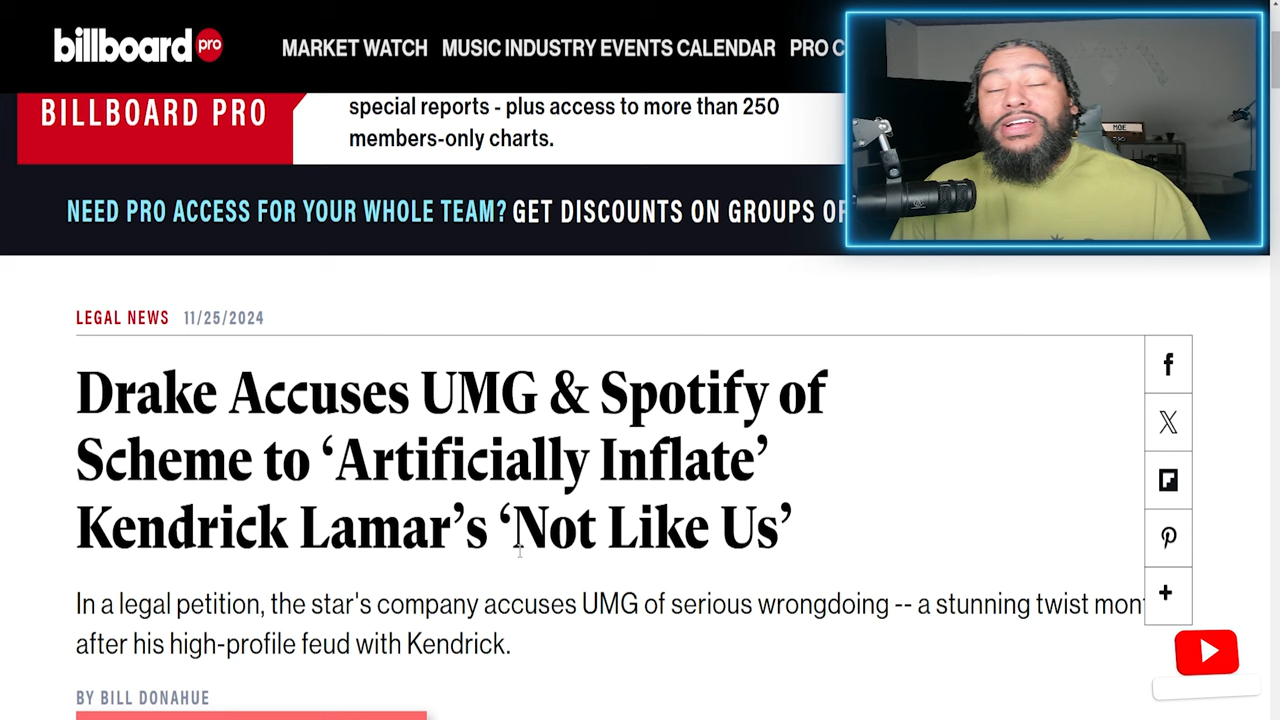 billboard pro
MARKET WATCH MUSIC INDUSTRY EVENTS CALENDAR PRO
BILLBOARD PRO
special reports - plus access to more than 250
members-only charts.
NEED PRO ACCESS FOR YOUR WHOLE TEAM? GET DISCOUNTS ON GROUPS
MOE
LEGAL NEWS 11/25/2024
Drake Accuses UMG & Spotify of
Scheme to ‘Artificially Inflate’
Kendrick Lamar’s ‘Not Like Us’
In a legal petition, the star's company accuses UMG of serious wrongdoing -- a stunning twist
after his high-profile feud with Kendrick.
BY BILL DONAHUE